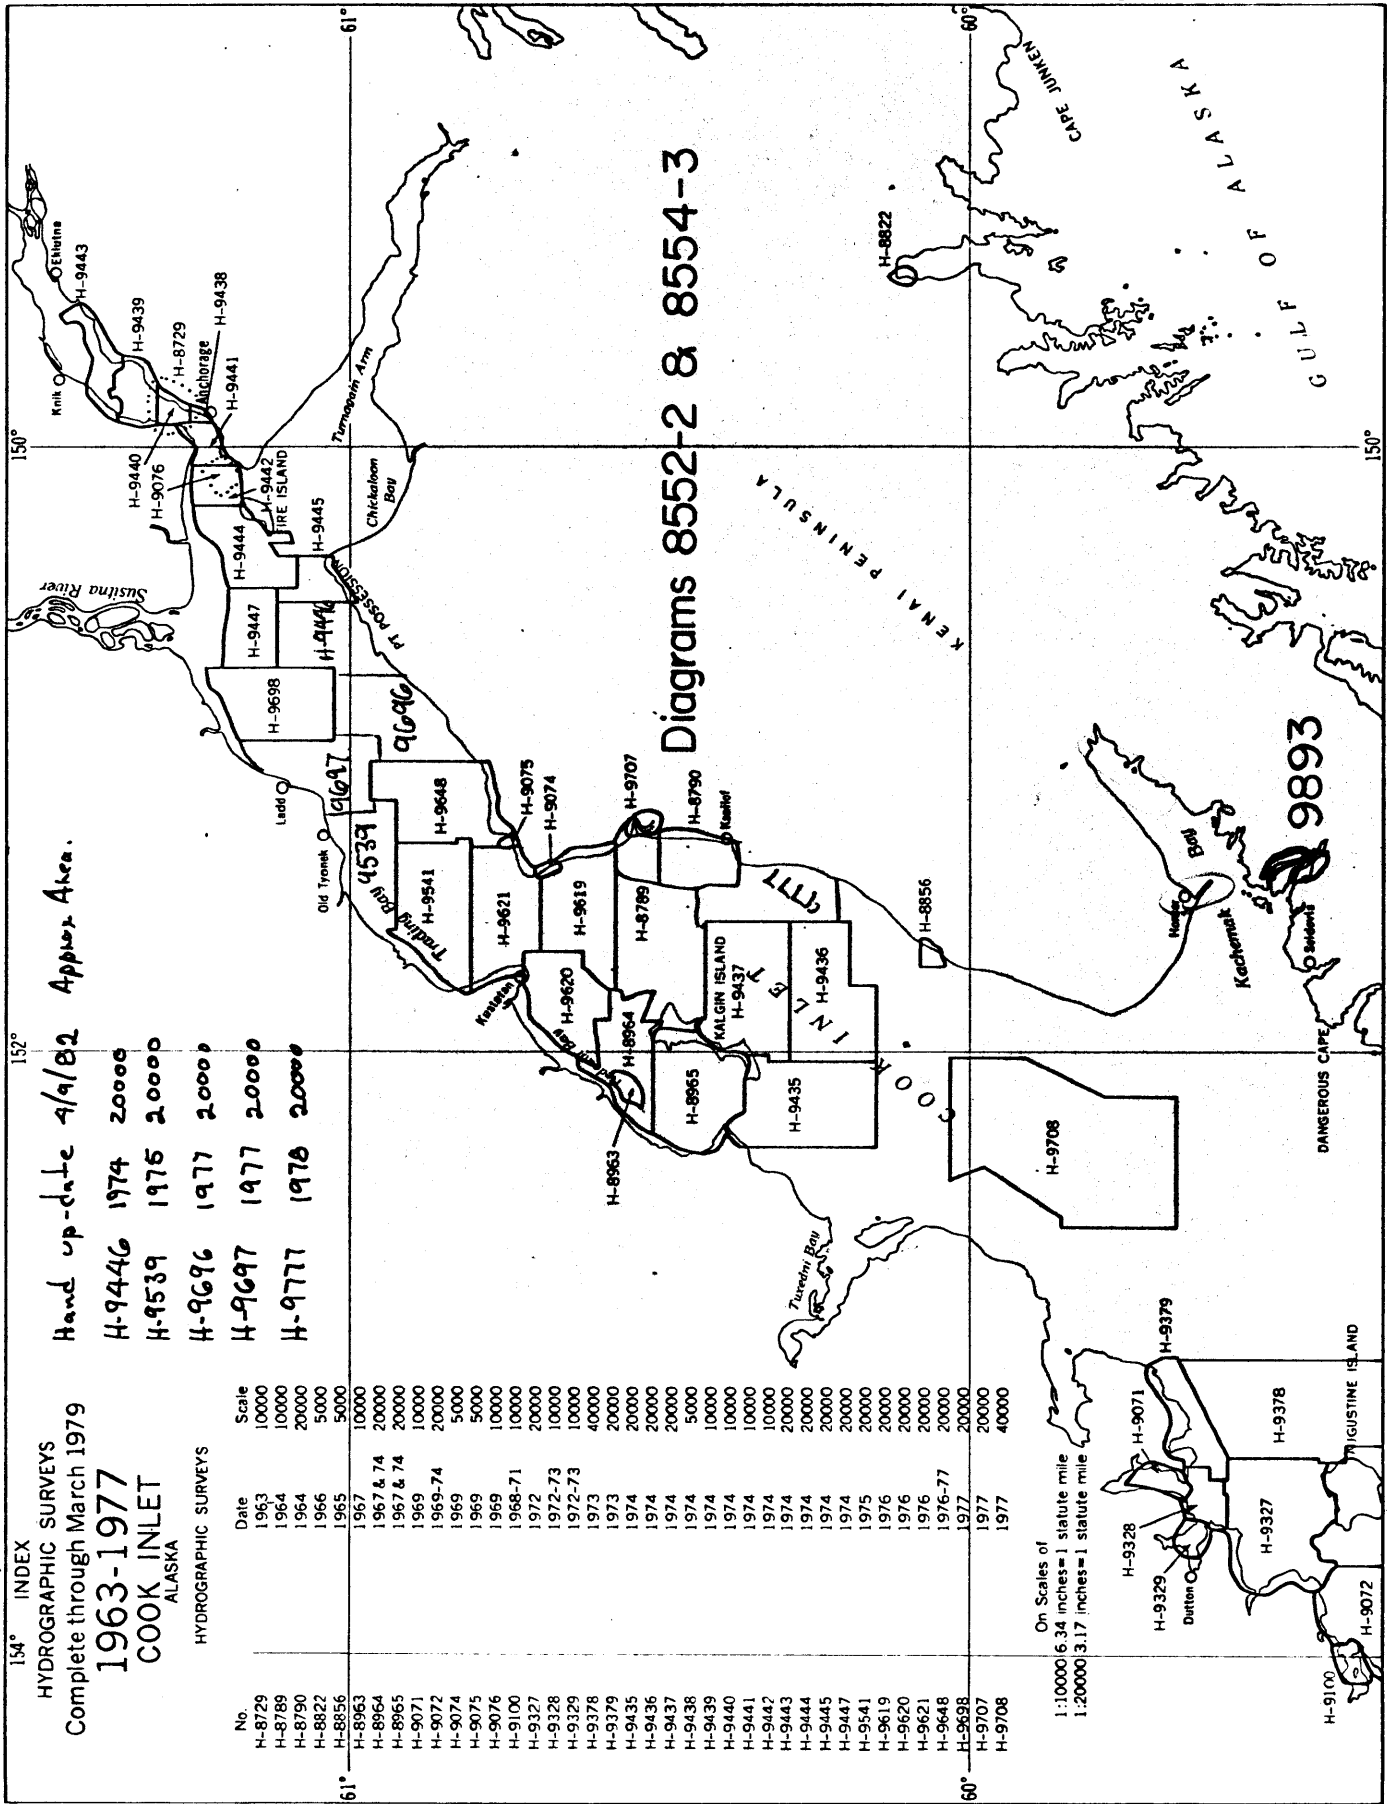 154° INDEX
HYDROGRAPHIC SURVEYS
Complete through March 1979
1963-1977
COOK INLET
ALASKA
HYDROGRAPHIC SURVEYS
No. Date Scale
H-8729 1963 10000
H-8789 1964 10000
H-8790 1964 20000
H-8822 1966 5000
H-8856 1965 5000
H-8963 1967 10000
H-8964 1967 & 74 20000
H-8965 1967 & 74 20000
H-9071 1969 10000
H-9072 1969-74 20000
H-9074 1969 5000
H-9075 1969 5000
H-9076 1969 10000
H-9100 1968-71 10000
H-9327 1972 20000
H-9328 1972-73 20000
H-9329 1972-73 10000
H-9378 1973 40000
H-9379 1973 20000
H-9435 1974 20000
H-9436 1974 20000
H-9437 1974 20000
H-9438 1974 5000
H-9439 1974 10000
H-9440 1974 10000
H-9441 1974 10000
H-9442 1974 10000
H-9443 1974 20000
H-9444 1974 20000
H-9445 1974 20000
H-9447 1974 20000
H-9541 1975 20000
H-9619 1976 20000
H-9620 1976 20000
H-9621 1976 20000
H-9648 1976-77 20000
H-9698 1977 20000
H-9707 1977 20000
H-9708 1977 40000
On Scales of
1:10000 6.34 inches=1 statute mile
1:20000 3.17 inches=1 statute mile
Hand up-date 4/9/82 Approx Area.
H-9446 1974 20000
H-9539 1975 20000
H-9696 1977 20000
H-9697 1977 20000
H-9777 1978 20000
152°
150°
61°
61°
60°
60°
150°
Susitna River
Knik
Eklutna
H-9443
H-9439
H-8729
H-9438
Anchorage
H-9441
H-9440
H-9076
H-9442
FIRE ISLAND
H-9444
H-9445
H-9447
H-9446
PT POSSESSION
Chickaloon
Bay
Turnagain Arm
H-9698
Ladd
9697
9696
Old Tyonek
9539
Trading Bay
H-9541
H-9648
H-9621
H-9075
H-9074
Kustatan
H-9620
H-9619
H-9707
H-8790
Kasilof
H-8789
H-8964
H-8963
H-8965
KALGIN ISLAND
H-9437
9777
H-9436
H-9435
COOK INLET
Diagrams 8552-2 & 8554-3
KENAI PENINSULA
H-8822
CAPE JUNKEN
GULF OF ALASKA
H-8856
H-9708
Tuxedni Bay
Homer
Kachemak Bay
Seldovia
9893
DANGEROUS CAPE
H-9379
H-9071
H-9378
H-9328
H-9329
Dutton
H-9327
AUGUSTINE ISLAND
H-9072
H-9100